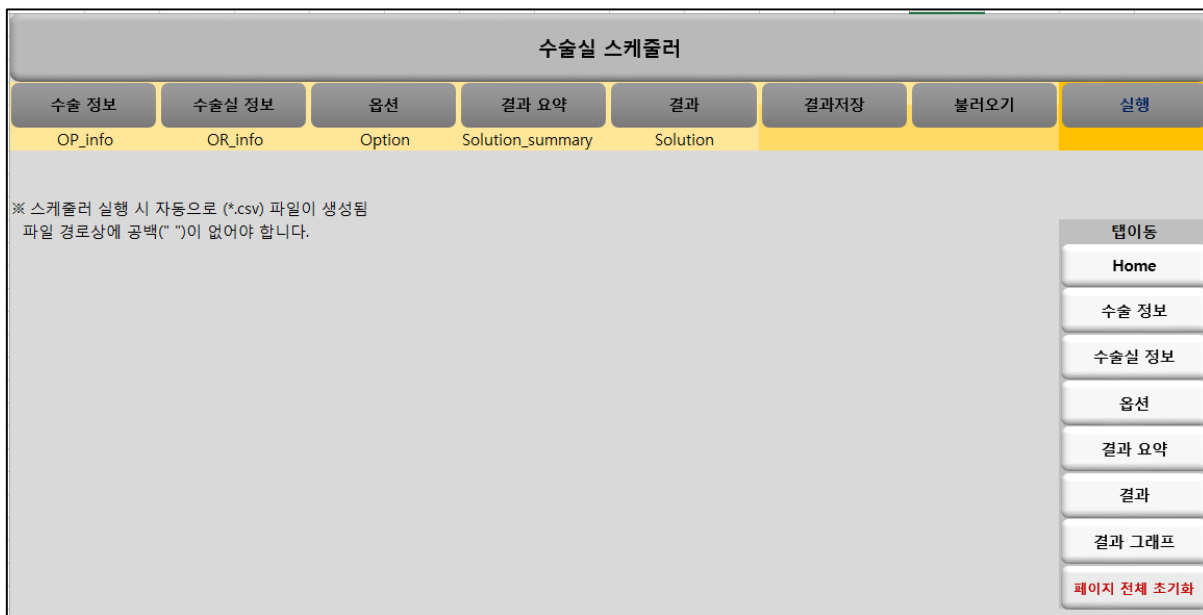 수술실 스케줄러
수술 정보 수술실 정보 옵션 결과 요약 결과 결과저장 불러오기 실행
OP_info OR_info Option Solution_summary Solution
※ 스케줄러 실행 시 자동으로 (*.csv) 파일이 생성됨
파일 경로상에 공백(" ")이 없어야 합니다.
탭이동
Home
수술 정보
수술실 정보
옵션
결과 요약
결과
결과 그래프
페이지 전체 초기화